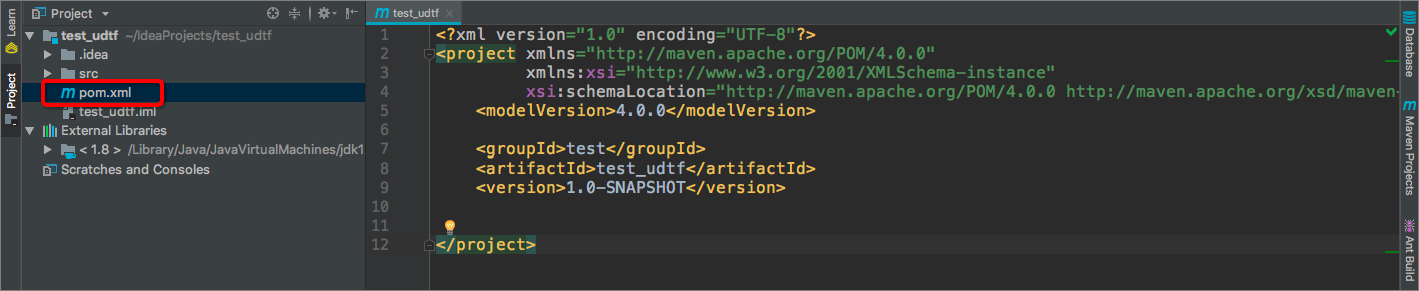 Learn
Project
Project
test_udtf ~/IdeaProjects/test_udtf
.idea
src
m pom.xml
test_udtf.iml
External Libraries
< 1.8 > /Library/Java/JavaVirtualMachines/jdk1
Scratches and Consoles
m test_udtf
1 <?xml version="1.0" encoding="UTF-8"?>
2 <project xmlns="http://maven.apache.org/POM/4.0.0"
3 xmlns:xsi="http://www.w3.org/2001/XMLSchema-instance"
4 xsi:schemaLocation="http://maven.apache.org/POM/4.0.0 http://maven.apache.org/xsd/maven-
5 <modelVersion>4.0.0</modelVersion>
6
7 <groupId>test</groupId>
8 <artifactId>test_udtf</artifactId>
9 <version>1.0-SNAPSHOT</version>
10
11
12 </project>
Database
m Maven Projects
Ant Build